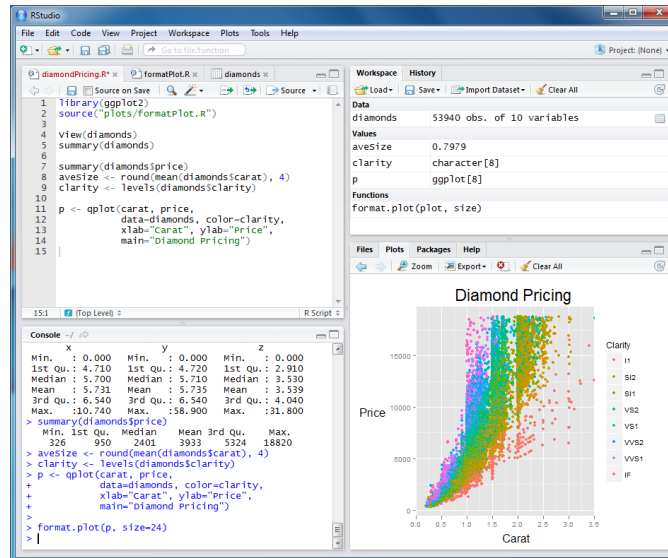 RStudio
File Edit Code View Project Workspace Plots Tools Help
Go to file/function
Project: (None)
diamondPricing.R* formatPlot.R diamonds
Source on Save Source
1 library(ggplot2)
2 source("plots/formatPlot.R")
3
4 View(diamonds)
5 summary(diamonds)
6
7 summary(diamonds$price)
8 aveSize <- round(mean(diamonds$carat), 4)
9 clarity <- levels(diamonds$clarity)
10
11 p <- qplot(carat, price,
12 data=diamonds, color=clarity,
13 xlab="Carat", ylab="Price",
14 main="Diamond Pricing")
15
15:1 (Top Level) R Script
Console ~/
x y z
Min. : 0.000 Min. : 0.000 Min. : 0.000
1st Qu.: 4.710 1st Qu.: 4.720 1st Qu.: 2.910
Median : 5.700 Median : 5.710 Median : 3.530
Mean : 5.731 Mean : 5.735 Mean : 3.539
3rd Qu.: 6.540 3rd Qu.: 6.540 3rd Qu.: 4.040
Max. :10.740 Max. :58.900 Max. :31.800
> summary(diamonds$price)
Min. 1st Qu. Median Mean 3rd Qu. Max.
326 950 2401 3933 5324 18820
> aveSize <- round(mean(diamonds$carat), 4)
> clarity <- levels(diamonds$clarity)
> p <- qplot(carat, price,
+ data=diamonds, color=clarity,
+ xlab="Carat", ylab="Price",
+ main="Diamond Pricing")
>
> format.plot(p, size=24)
>
Workspace History
Load Save Import Dataset Clear All
Data
diamonds 53940 obs. of 10 variables
Values
aveSize 0.7979
clarity character[8]
p ggplot[8]
Functions
format.plot(plot, size)
Files Plots Packages Help
Zoom Export Clear All
Diamond Pricing
Price
15000
10000
5000
0
0.0 0.5 1.0 1.5 2.0 2.5 3.0 3.5
Carat
Clarity
I1
SI2
SI1
VS2
VS1
VVS2
VVS1
IF